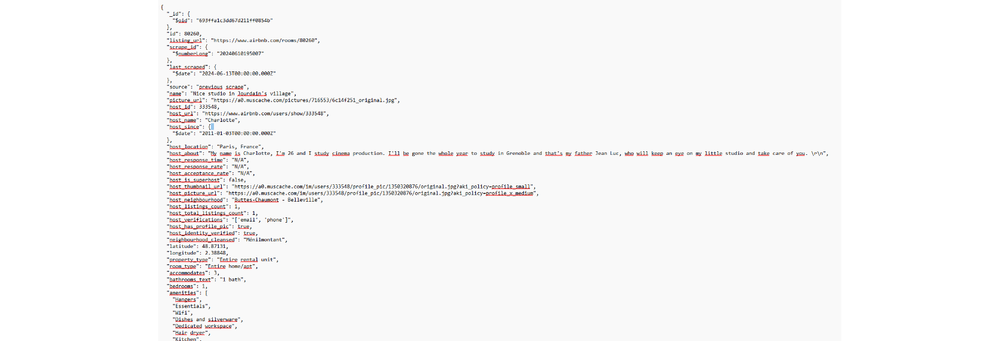 {
"_id": {
"$oid": "693ffa1c3dd67d211ff0854b"
},
"id": 80260,
"listing_url": "https://www.airbnb.com/rooms/80260",
"scrape_id": {
"$numberLong": "20240610195007"
},
"last_scraped": {
"$date": "2024-06-13T00:00:00.000Z"
},
"source": "previous scrape",
"name": "Nice studio in Jourdain's village",
"picture_url": "https://a0.muscache.com/pictures/716553/6c14f251_original.jpg",
"host_id": 333548,
"host_url": "https://www.airbnb.com/users/show/333548",
"host_name": "Charlotte",
"host_since": {
"$date": "2011-01-03T00:00:00.000Z"
},
"host_location": "Paris, France",
"host_about": "My name is Charlotte, I'm 26 and I study cinema production. I'll be gone the whole year to study in Grenoble and that's my father Jean Luc, who will keep an eye on my little studio and take care of you. \r\n",
"host_response_time": "N/A",
"host_response_rate": "N/A",
"host_acceptance_rate": "N/A",
"host_is_superhost": false,
"host_thumbnail_url": "https://a0.muscache.com/im/users/333548/profile_pic/1350320876/original.jpg?aki_policy=profile_small",
"host_picture_url": "https://a0.muscache.com/im/users/333548/profile_pic/1350320876/original.jpg?aki_policy=profile_x_medium",
"host_neighbourhood": "Buttes-Chaumont - Belleville",
"host_listings_count": 1,
"host_total_listings_count": 1,
"host_verifications": "['email', 'phone']",
"host_has_profile_pic": true,
"host_identity_verified": true,
"neighbourhood_cleansed": "Ménilmontant",
"latitude": 48.87131,
"longitude": 2.38848,
"property_type": "Entire rental unit",
"room_type": "Entire home/apt",
"accommodates": 3,
"bathrooms_text": "1 bath",
"bedrooms": 1,
"amenities": [
"Hangers",
"Essentials",
"Wifi",
"Dishes and silverware",
"Dedicated workspace",
"Hair dryer",
"Kitchen",